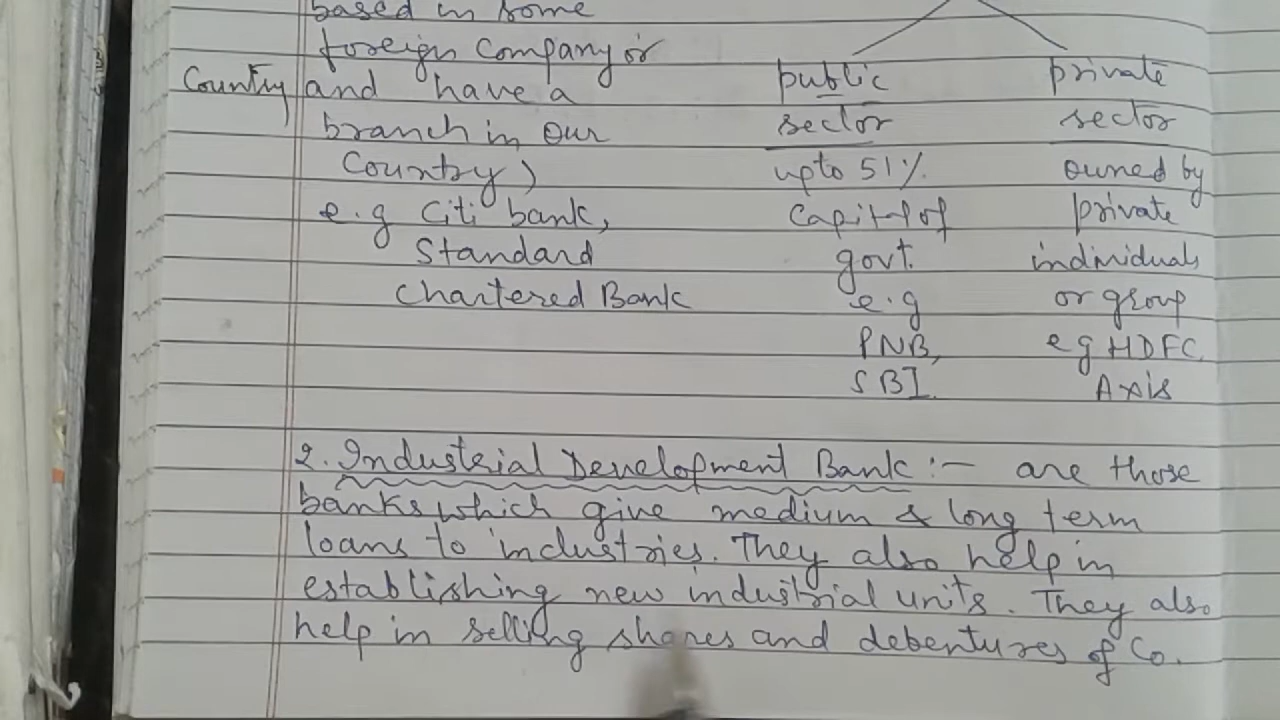 based in some
foreign company or
Country and have a
branch in our
Country)
e.g Citi bank,
Standard
Chartered Bank
public
sector
upto 51%
capital of
govt.
e.g
PNB,
SBI.
private
sector
owned by
private
individuals
or group
eg HDFC,
Axis
2. Industrial Development Bank :- are those
banks which give medium & long term
loans to industries. They also help in
establishing new industrial units. They also
help in selling shares and debentures of Co.